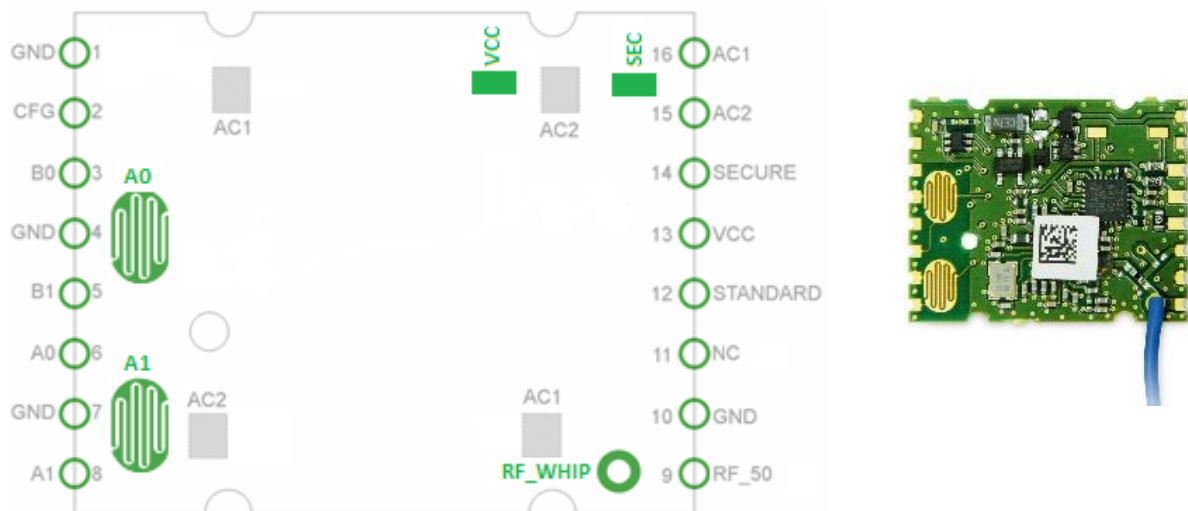 GND 1
CFG 2
B0 3
GND 4
B1 5
A0 6
GND 7
A1 8
AC1
VCC
AC2
SEC
A0
A1
AC2
AC1
RF_WHIP
16 AC1
15 AC2
14 SECURE
13 VCC
12 STANDARD
11 NC
10 GND
9 RF_50